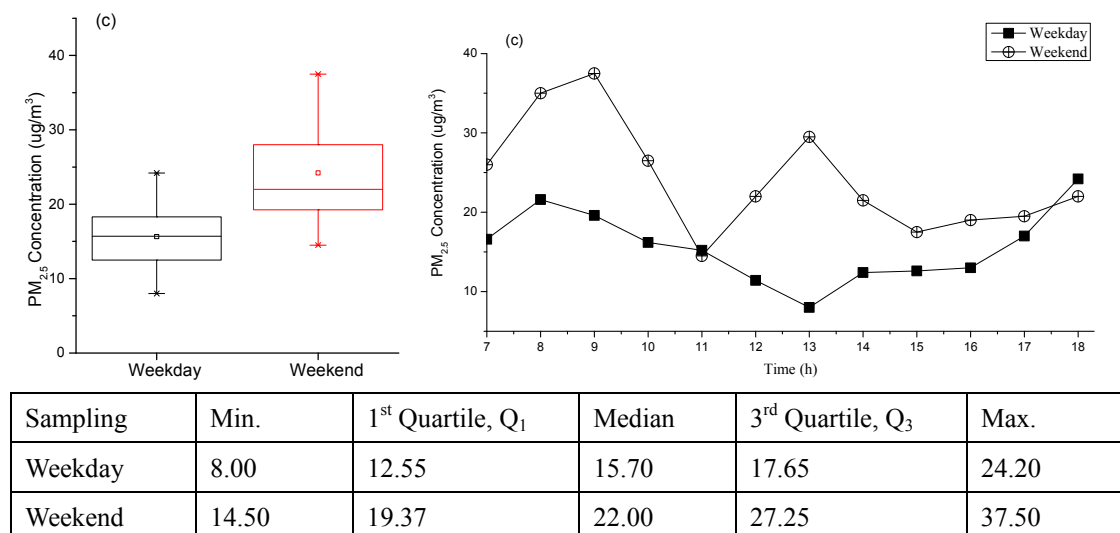 (c)
PM2.5 Concentration (ug/m3)
40
30
20
10
0
Weekday Weekend
(c)
Weekday
Weekend
PM2.5 Concentration (ug/m3)
40
30
20
10
7 8 9 10 11 12 13 14 15 16 17 18
Time (h)
Sampling Min. 1st Quartile, Q1 Median 3rd Quartile, Q3 Max.
Weekday 8.00 12.55 15.70 17.65 24.20
Weekend 14.50 19.37 22.00 27.25 37.50